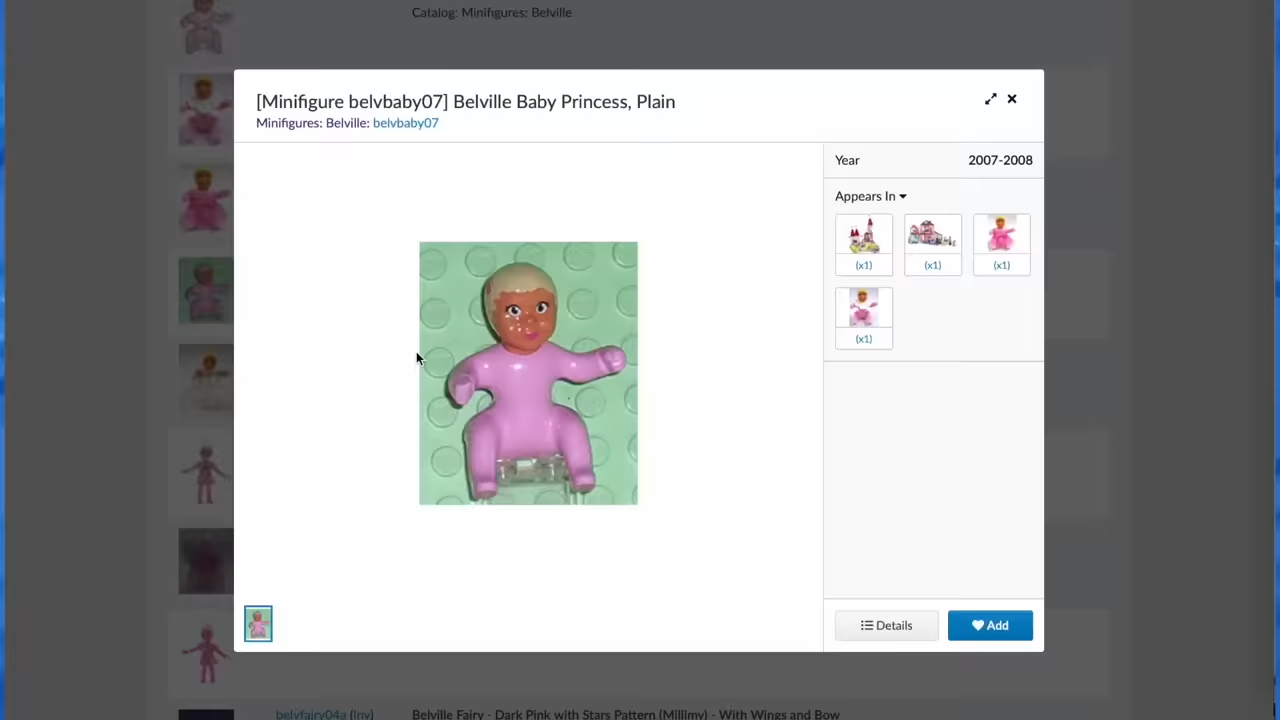 Catalog: Minifigures: Belville
[Minifigure belvbaby07] Belville Baby Princess, Plain
Minifigures: Belville: belvbaby07
Year 2007-2008
Appears In
(x1) (x1) (x1)
(x1)
Details Add
belvfairy04a (Inv) Belville Fairy - Dark Pink with Stars Pattern (Millimy) - With Wings and Bow